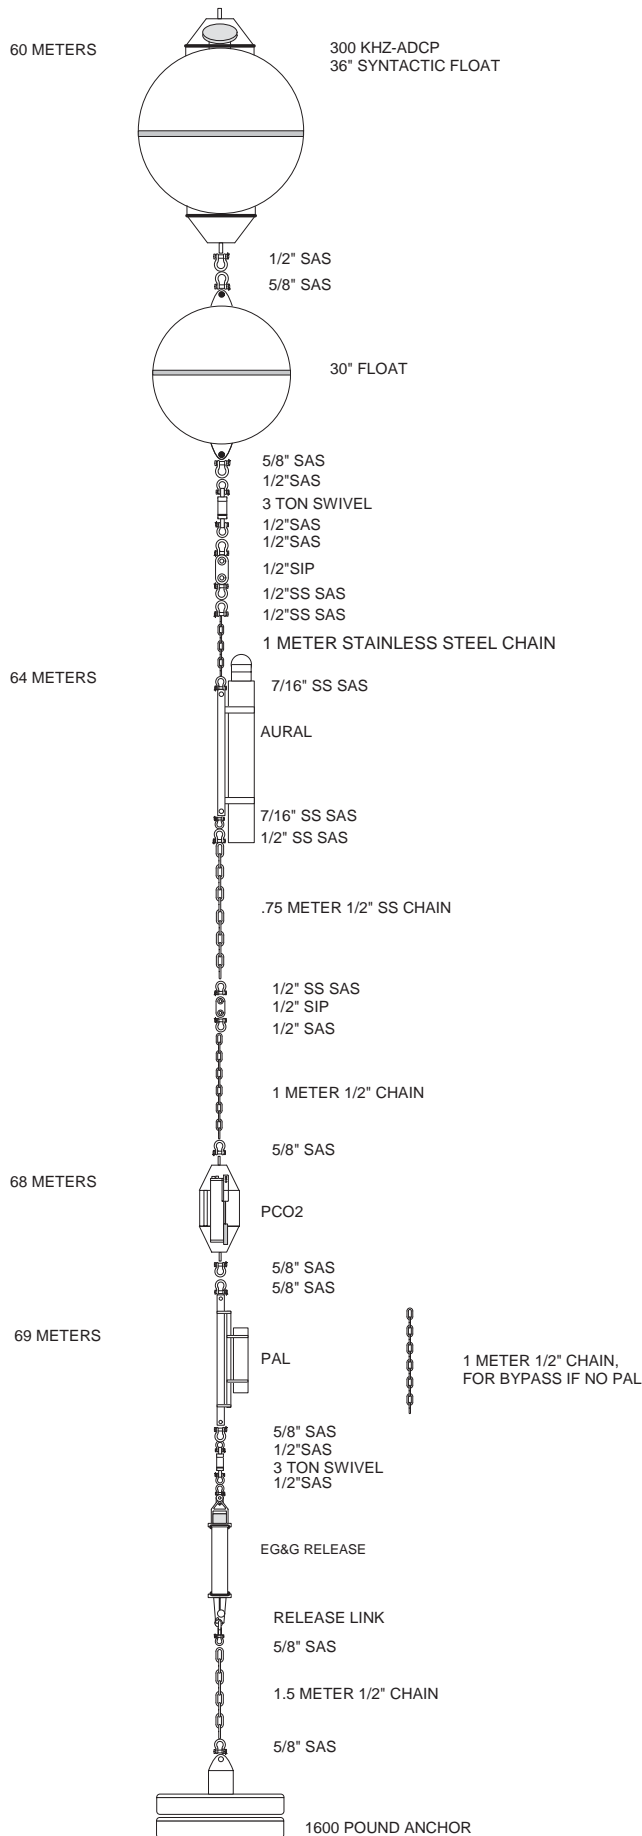 60 METERS
300 KHZ-ADCP
36" SYNTACTIC FLOAT
1/2" SAS
5/8" SAS
30" FLOAT
5/8" SAS
1/2"SAS
3 TON SWIVEL
1/2"SAS
1/2"SAS
1/2"SIP
1/2"SS SAS
1/2"SS SAS
1 METER STAINLESS STEEL CHAIN
64 METERS
7/16" SS SAS
AURAL
7/16" SS SAS
1/2" SS SAS
.75 METER 1/2" SS CHAIN
1/2" SS SAS
1/2" SIP
1/2" SAS
1 METER 1/2" CHAIN
5/8" SAS
68 METERS
PCO2
5/8" SAS
5/8" SAS
69 METERS
PAL
1 METER 1/2" CHAIN,
FOR BYPASS IF NO PAL
5/8" SAS
1/2"SAS
3 TON SWIVEL
1/2"SAS
EG&G RELEASE
RELEASE LINK
5/8" SAS
1.5 METER 1/2" CHAIN
5/8" SAS
1600 POUND ANCHOR